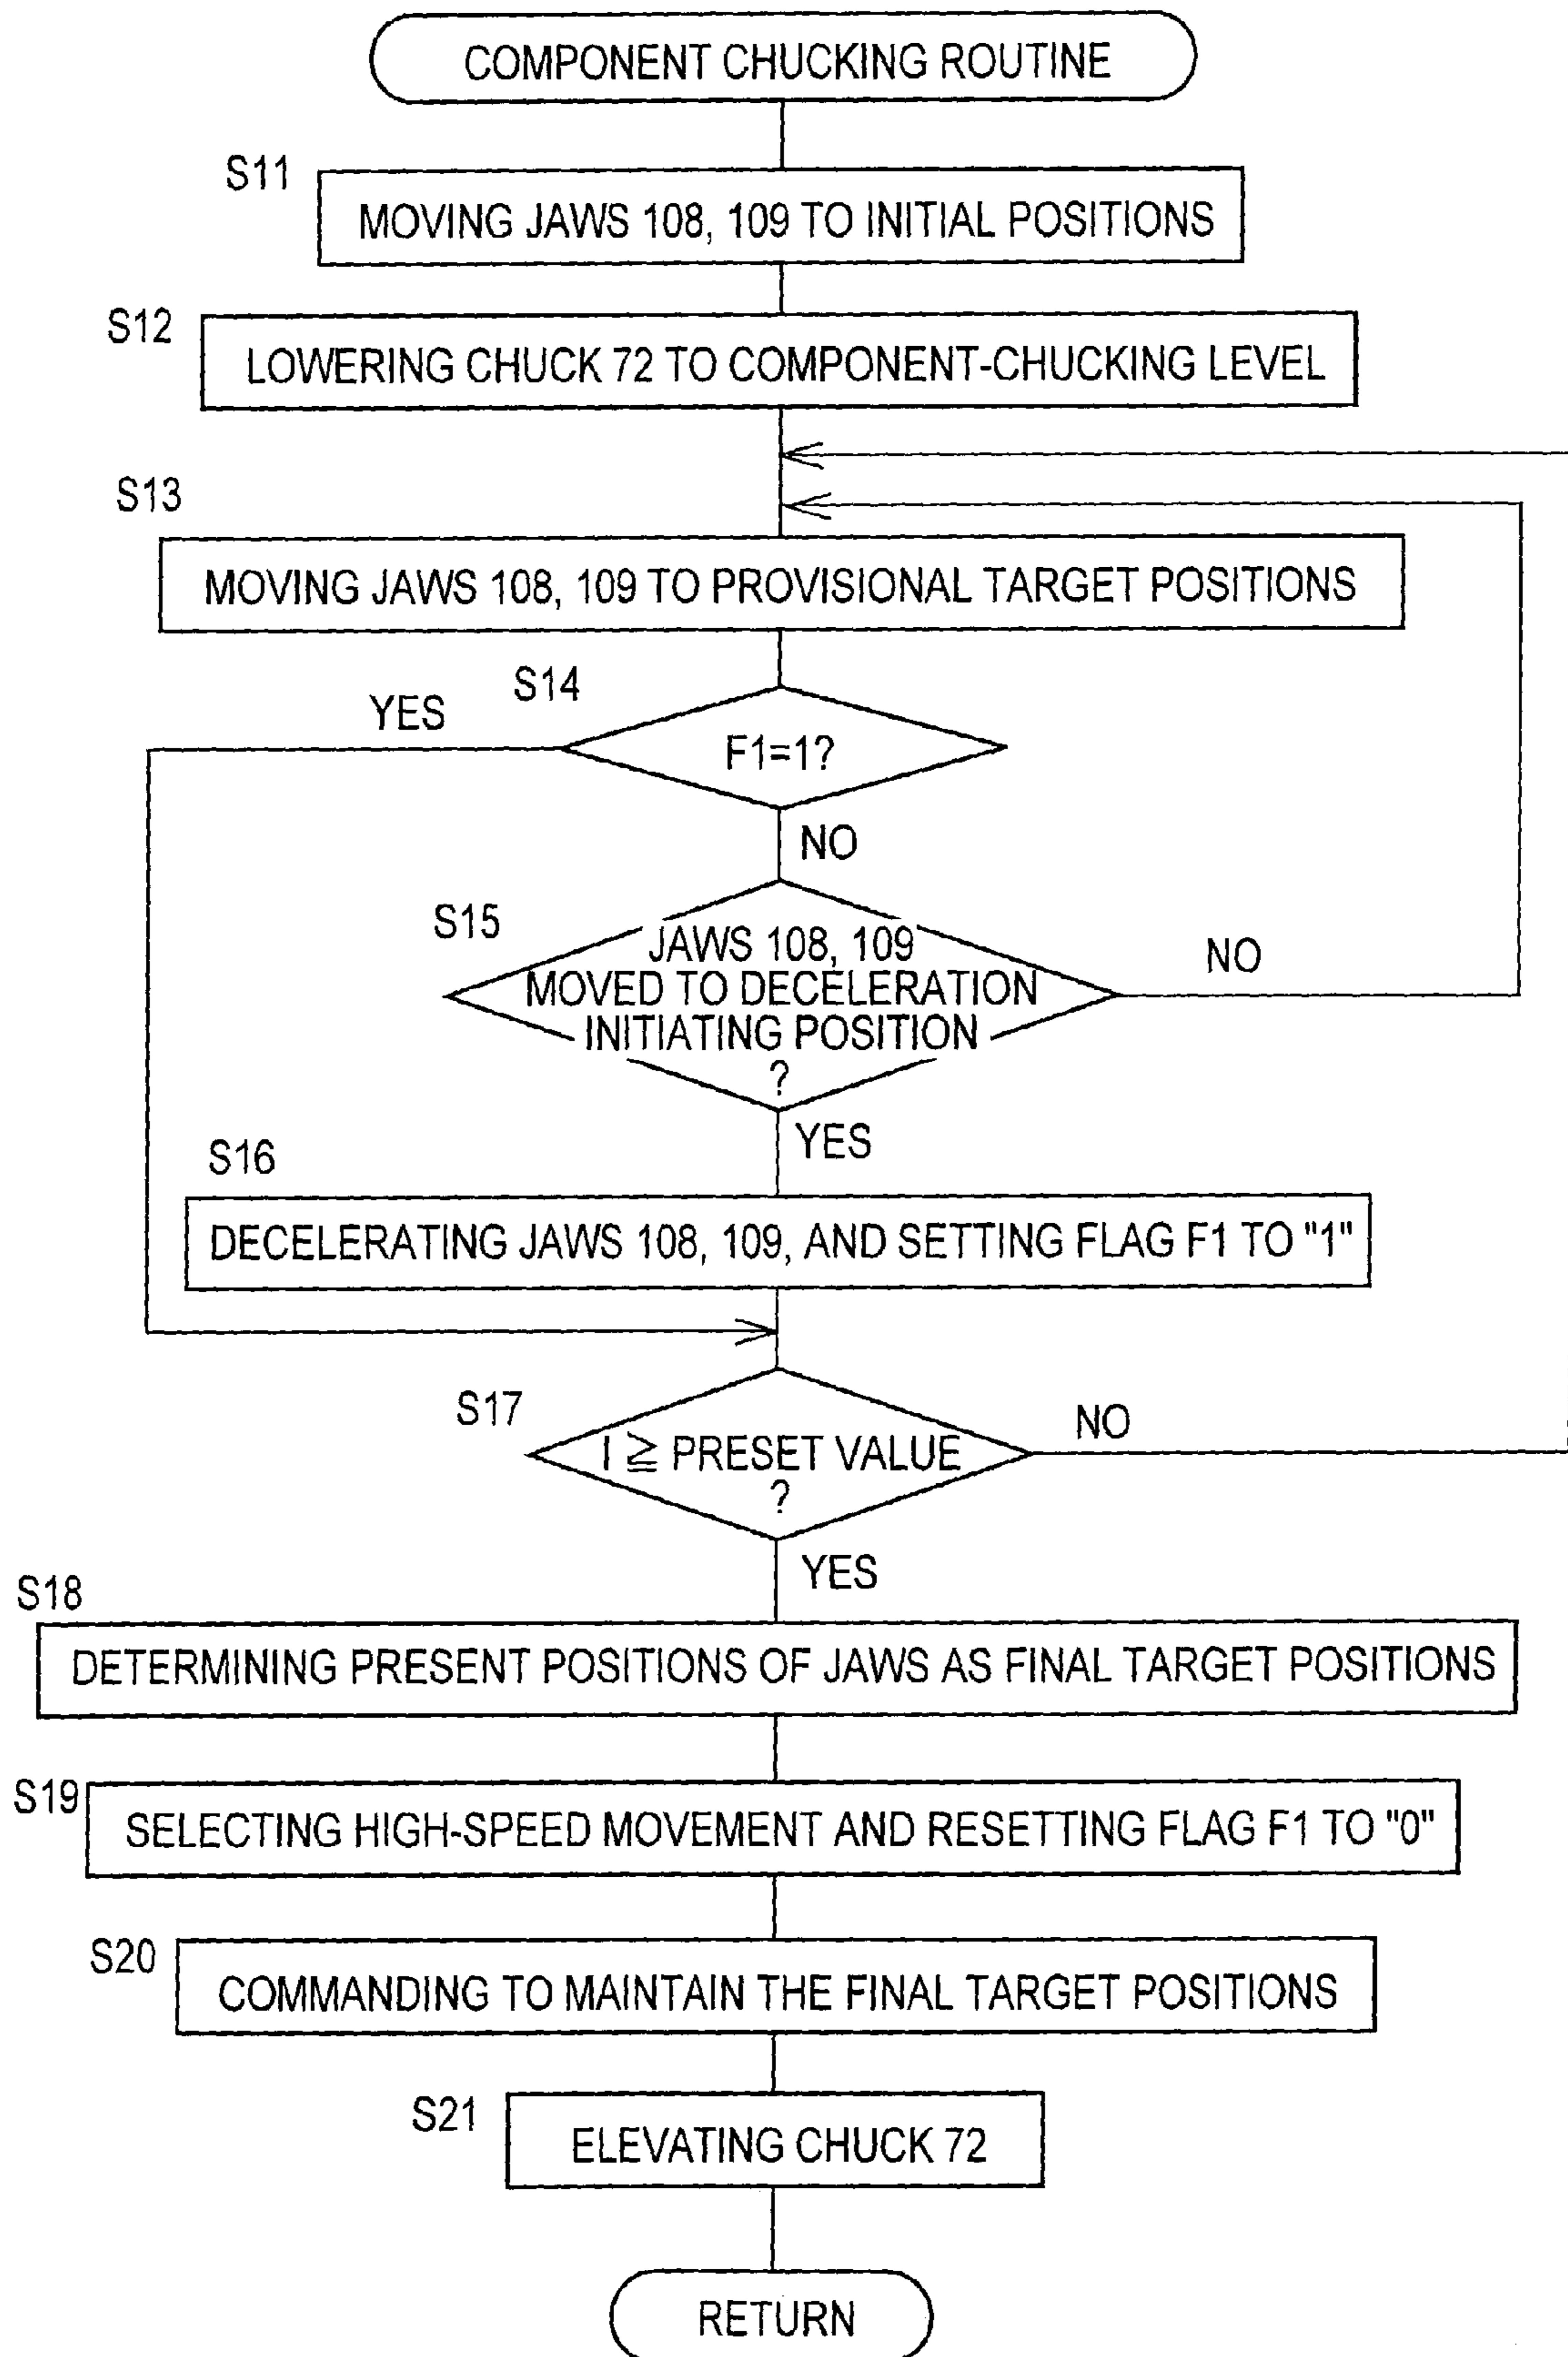 COMPONENT CHUCKING ROUTINE
S11
MOVING JAWS 108, 109 TO INITIAL POSITIONS
S12
LOWERING CHUCK 72 TO COMPONENT-CHUCKING LEVEL
S13
MOVING JAWS 108, 109 TO PROVISIONAL TARGET POSITIONS
S14
YES
F1=1?
NO
S15
JAWS 108, 109
MOVED TO DECELERATION
INITIATING POSITION
?
NO
YES
S16
DECELERATING JAWS 108, 109, AND SETTING FLAG F1 TO "1"
S17
I ≧ PRESET VALUE
?
NO
YES
S18
DETERMINING PRESENT POSITIONS OF JAWS AS FINAL TARGET POSITIONS
S19
SELECTING HIGH-SPEED MOVEMENT AND RESETTING FLAG F1 TO "0"
S20
COMMANDING TO MAINTAIN THE FINAL TARGET POSITIONS
S21
ELEVATING CHUCK 72
RETURN